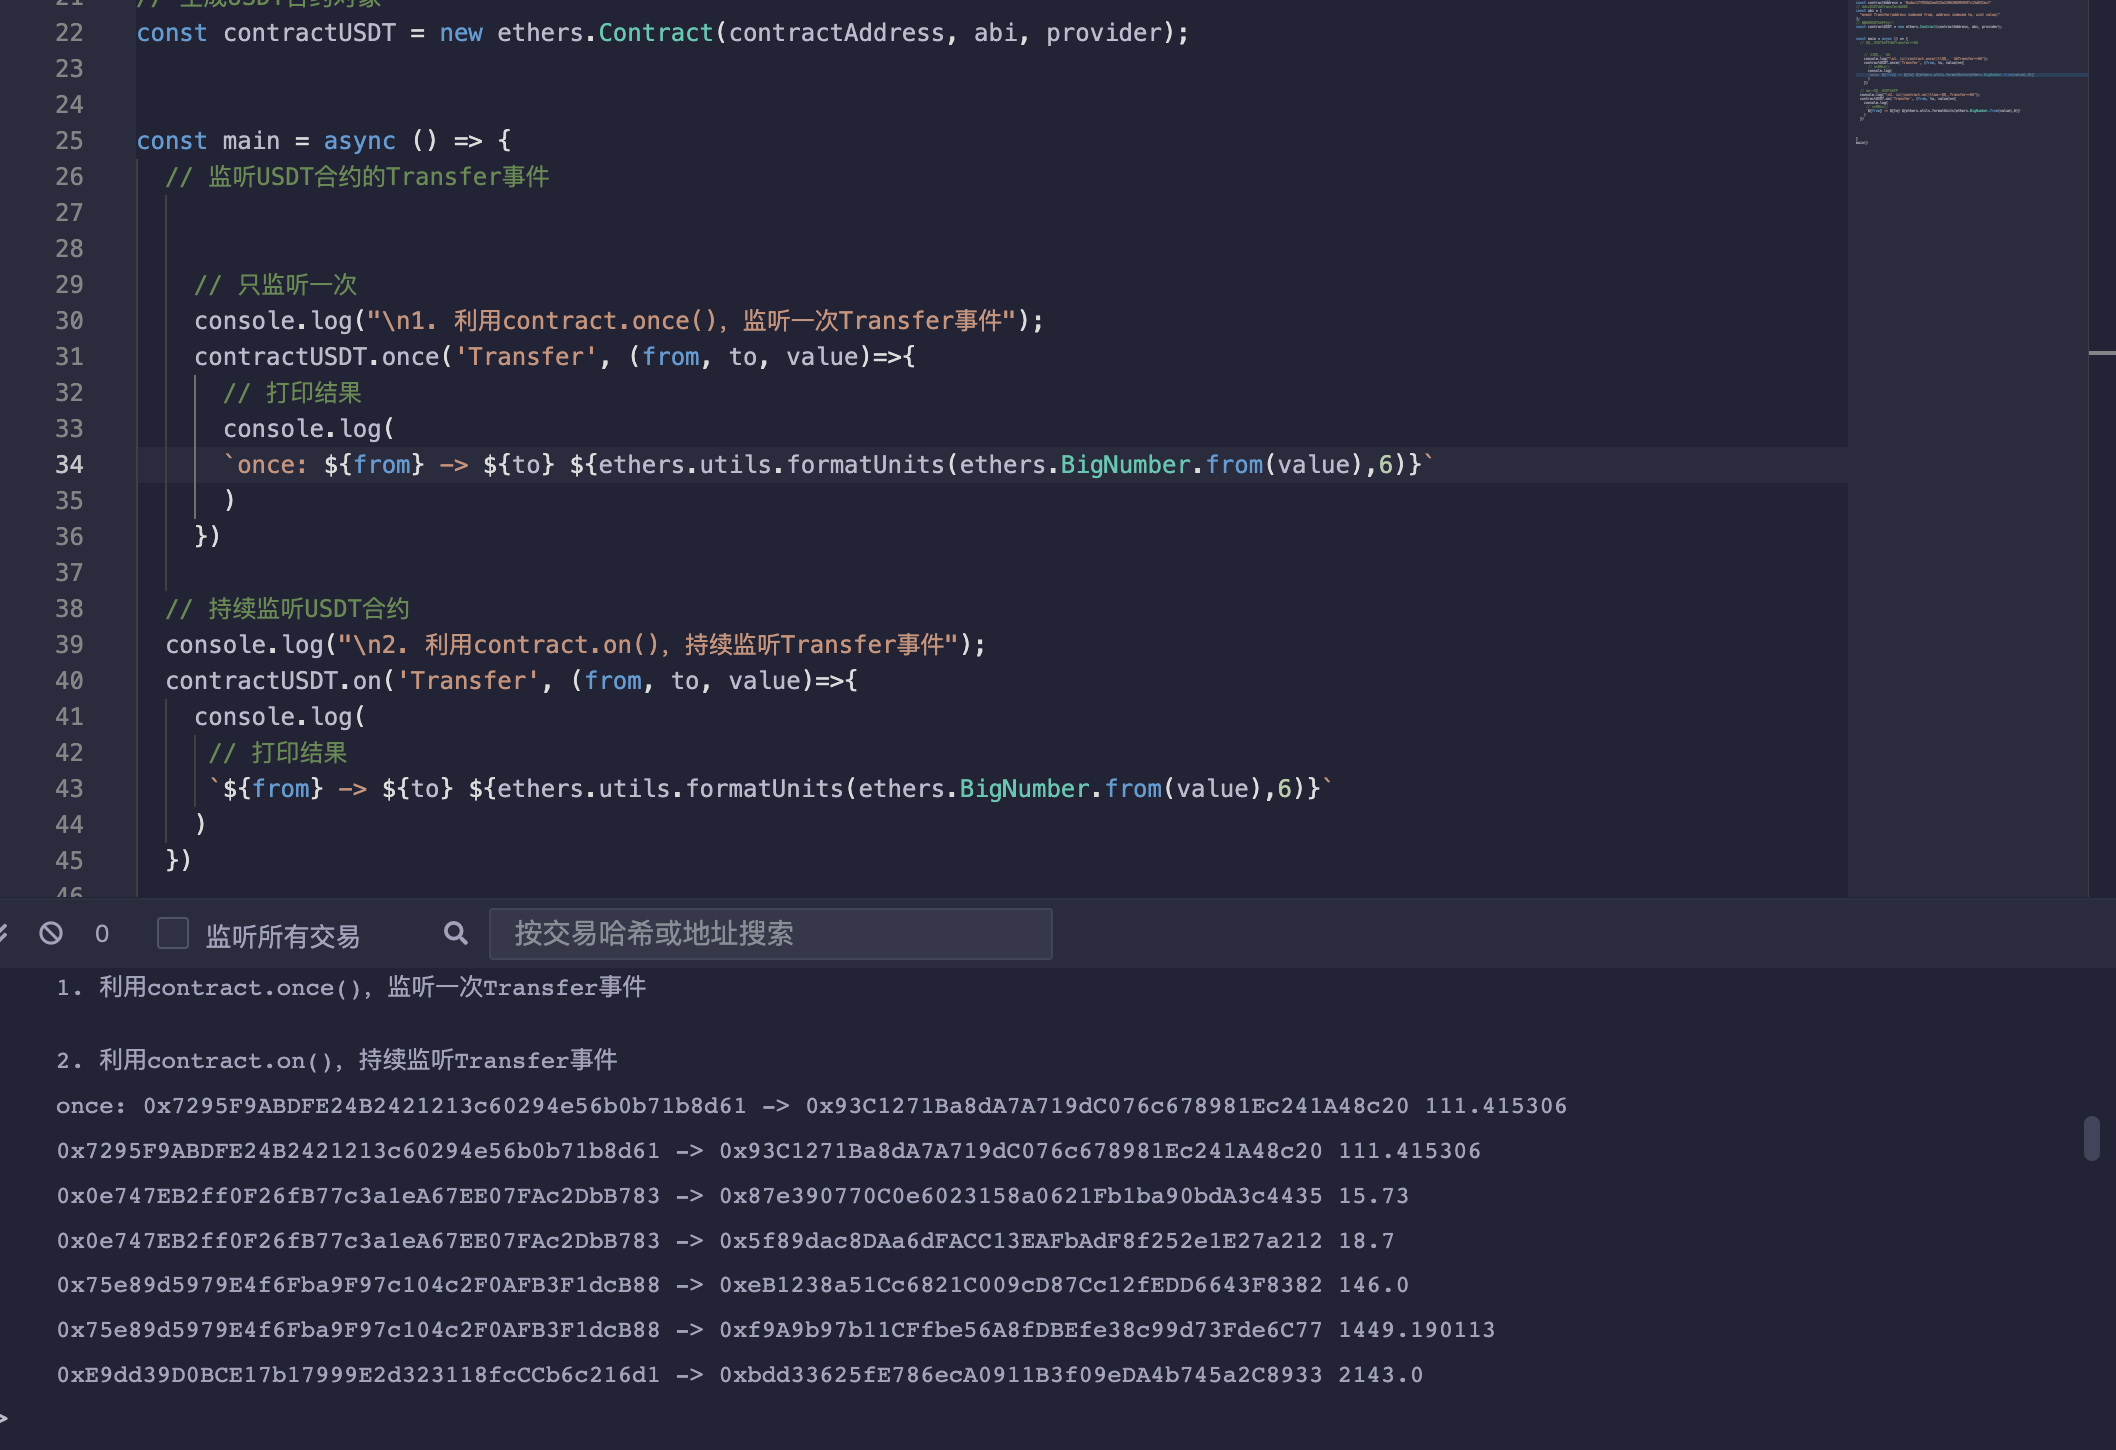 21 // 生成USDT合约对象
22 const contractUSDT = new ethers.Contract(contractAddress, abi, provider);
23
24
25 const main = async () => {
26 // 监听USDT合约的Transfer事件
27
28
29 // 只监听一次
30 console.log("\n1. 利用contract.once()，监听一次Transfer事件");
31 contractUSDT.once('Transfer', (from, to, value)=>{
32 // 打印结果
33 console.log(
34 `once: ${from} -> ${to} ${ethers.utils.formatUnits(ethers.BigNumber.from(value),6)}`
35 )
36 })
37
38 // 持续监听USDT合约
39 console.log("\n2. 利用contract.on()，持续监听Transfer事件");
40 contractUSDT.on('Transfer', (from, to, value)=>{
41 console.log(
42 // 打印结果
43 `${from} -> ${to} ${ethers.utils.formatUnits(ethers.BigNumber.from(value),6)}`
44 )
45 })
46
0 监听所有交易 按交易哈希或地址搜索
1. 利用contract.once()，监听一次Transfer事件
2. 利用contract.on()，持续监听Transfer事件
once: 0x7295F9ABDFE24B2421213c60294e56b0b71b8d61 -> 0x93C1271Ba8dA7A719dC076c678981Ec241A48c20 111.415306
0x7295F9ABDFE24B2421213c60294e56b0b71b8d61 -> 0x93C1271Ba8dA7A719dC076c678981Ec241A48c20 111.415306
0x0e747EB2ff0F26fB77c3a1eA67EE07FAc2DbB783 -> 0x87e390770C0e6023158a0621Fb1ba90bdA3c4435 15.73
0x0e747EB2ff0F26fB77c3a1eA67EE07FAc2DbB783 -> 0x5f89dac8DAa6dFACC13EAFbAdF8f252e1E27a212 18.7
0x75e89d5979E4f6Fba9F97c104c2F0AFB3F1dcB88 -> 0xeB1238a51Cc6821C009cD87Cc12fEDD6643F8382 146.0
0x75e89d5979E4f6Fba9F97c104c2F0AFB3F1dcB88 -> 0xf9A9b97b11CFfbe56A8fDBEfe38c99d73Fde6C77 1449.190113
0xE9dd39D0BCE17b17999E2d323118fcCCb6c216d1 -> 0xbdd33625fE786ecA0911B3f09eDA4b745a2C8933 2143.0
>